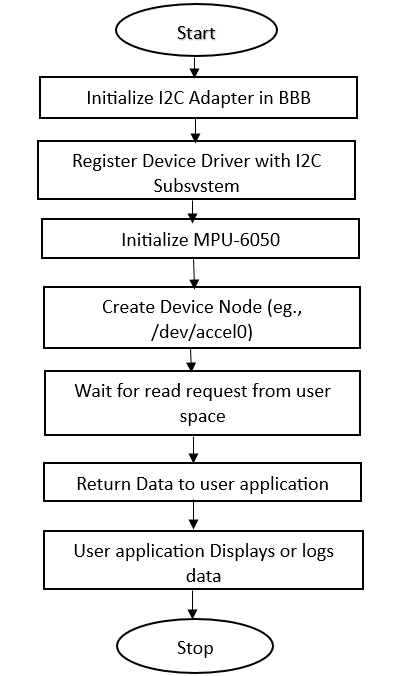 Start
Initialize I2C Adapter in BBB
Register Device Driver with I2C
Subsystem
Initialize MPU-6050
Create Device Node (eg.,
/dev/accel0)
Wait for read request from user
space
Return Data to user application
User application Displays or logs
data
Stop